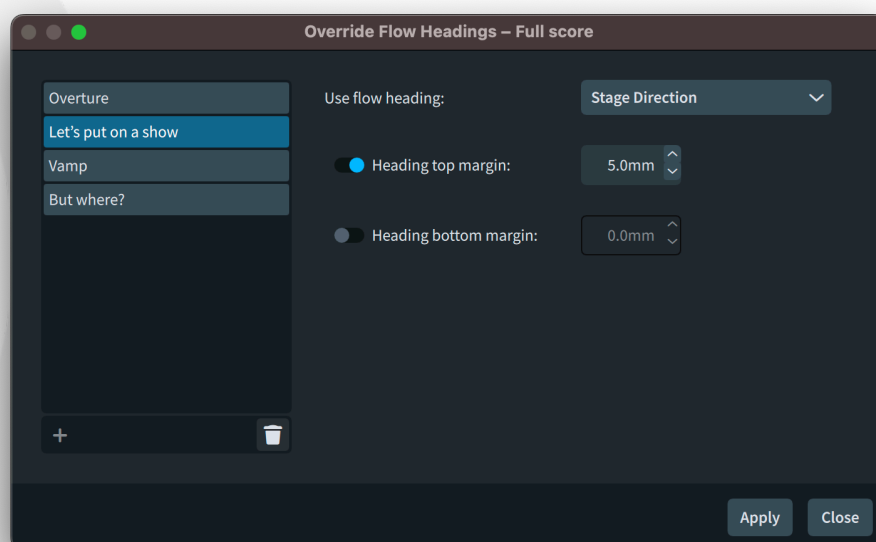 Override Flow Headings – Full score
Overture
Let’s put on a show
Vamp
But where?
Use flow heading:
Stage Direction
Heading top margin:
5.0mm
Heading bottom margin:
0.0mm
Apply
Close